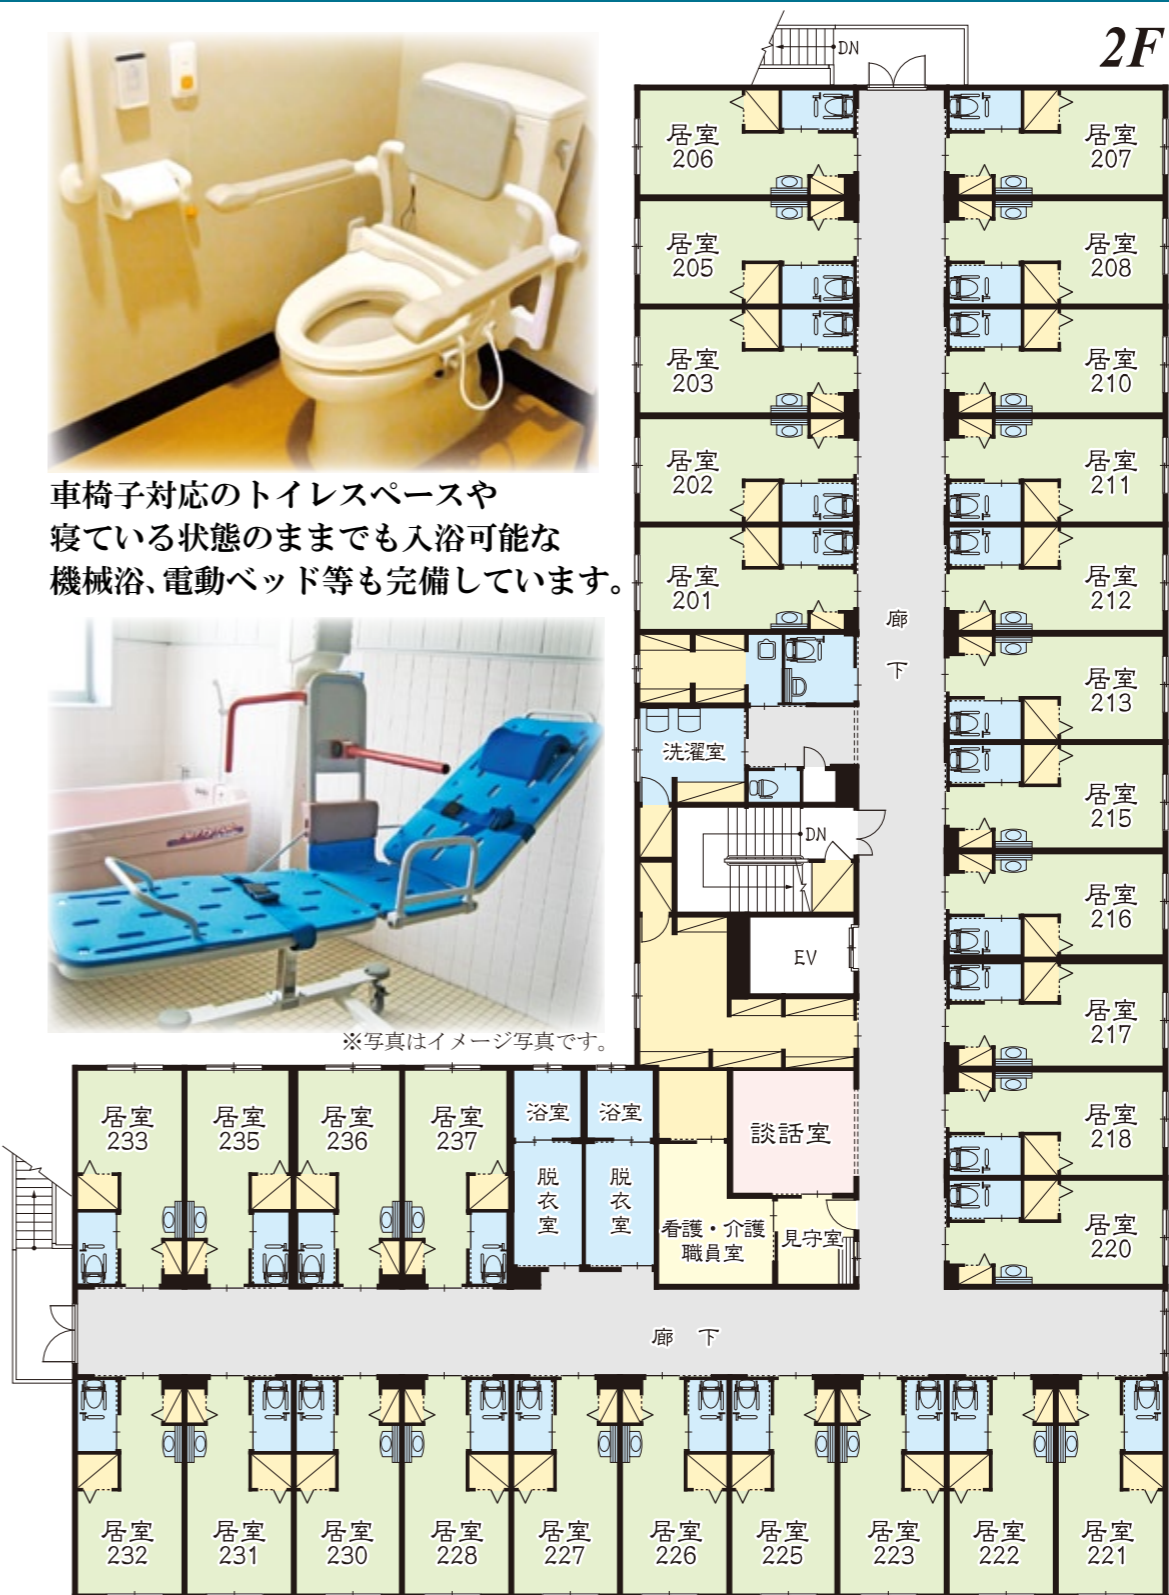 2F
DN
居室
206
居室
207
居室
205
居室
208
居室
203
居室
210
居室
202
居室
211
居室
201
居室
212
廊
下
車椅子対応のトイレスペースや
寝ている状態のままでも入浴可能な
機械浴、電動ベッド等も完備しています。
※写真はイメージ写真です。
居室
213
洗濯室
居室
215
DN
居室
216
EV
居室
217
居室
218
談話室
居室
220
看護・介護
職員室
見守室
居室
233
居室
235
居室
236
居室
237
浴室
浴室
脱
衣
室
脱
衣
室
廊 下
居室
232
居室
231
居室
230
居室
228
居室
227
居室
226
居室
225
居室
223
居室
222
居室
221